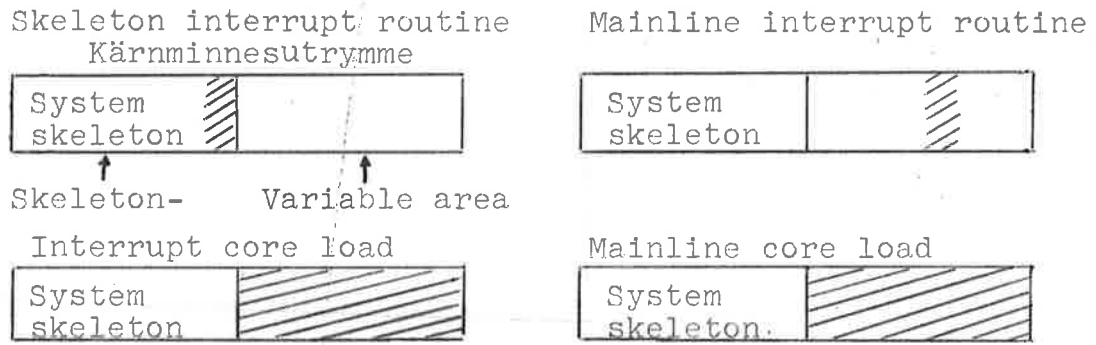 Skeleton interrupt routine
Kärnminnesutrymme
System
skeleton
Skeleton-
Variable area
Mainline interrupt routine
System
skeleton
Interrupt core load
System
skeleton
Mainline core load
System
skeleton